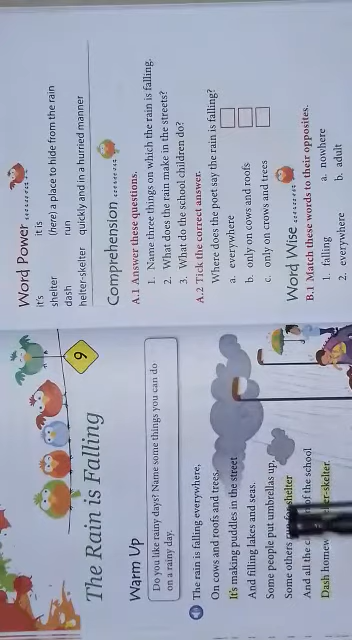 9
The Rain is Falling
Warm Up
Do you like rainy days? Name some things you can do
on a rainy day.
The rain is falling everywhere,
On cows and roofs and trees,
It's making puddles in the street
And filling lakes and seas.
Some people put umbrellas up,
Some others shelter
And all the of the school
Dash homew -skelter.
Word Power
it's it is
shelter (here) a place to hide from the rain
dash run
helter-skelter quickly and in a hurried manner
Comprehension
A.1 Answer these questions.
1. Name three things on which the rain is falling.
2. What does the rain make in the streets?
3. What do the school children do?
A.2 Tick the correct answer.
Where does the poet say the rain is falling?
a. everywhere
b. only on cows and roofs
c. only on crows and trees
Word Wise
B.1 Match these words to their opposites.
1. falling a. nowhere
2. everywhere b. adult